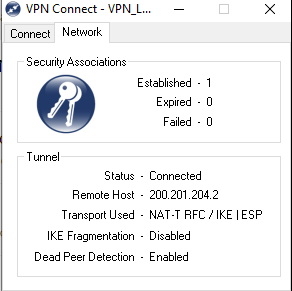 VPN Connect - VPN_L...
Connect Network
Security Associations
Established - 1
Expired - 0
Failed - 0
Tunnel
Status - Connected
Remote Host - 200.201.204.2
Transport Used - NAT-T RFC / IKE | ESP
IKE Fragmentation - Disabled
Dead Peer Detection - Enabled